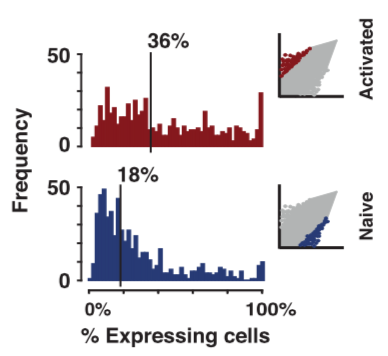 36%
50
0
Activated
Frequency
18%
50
0
Naive
0%
100%
% Expressing cells